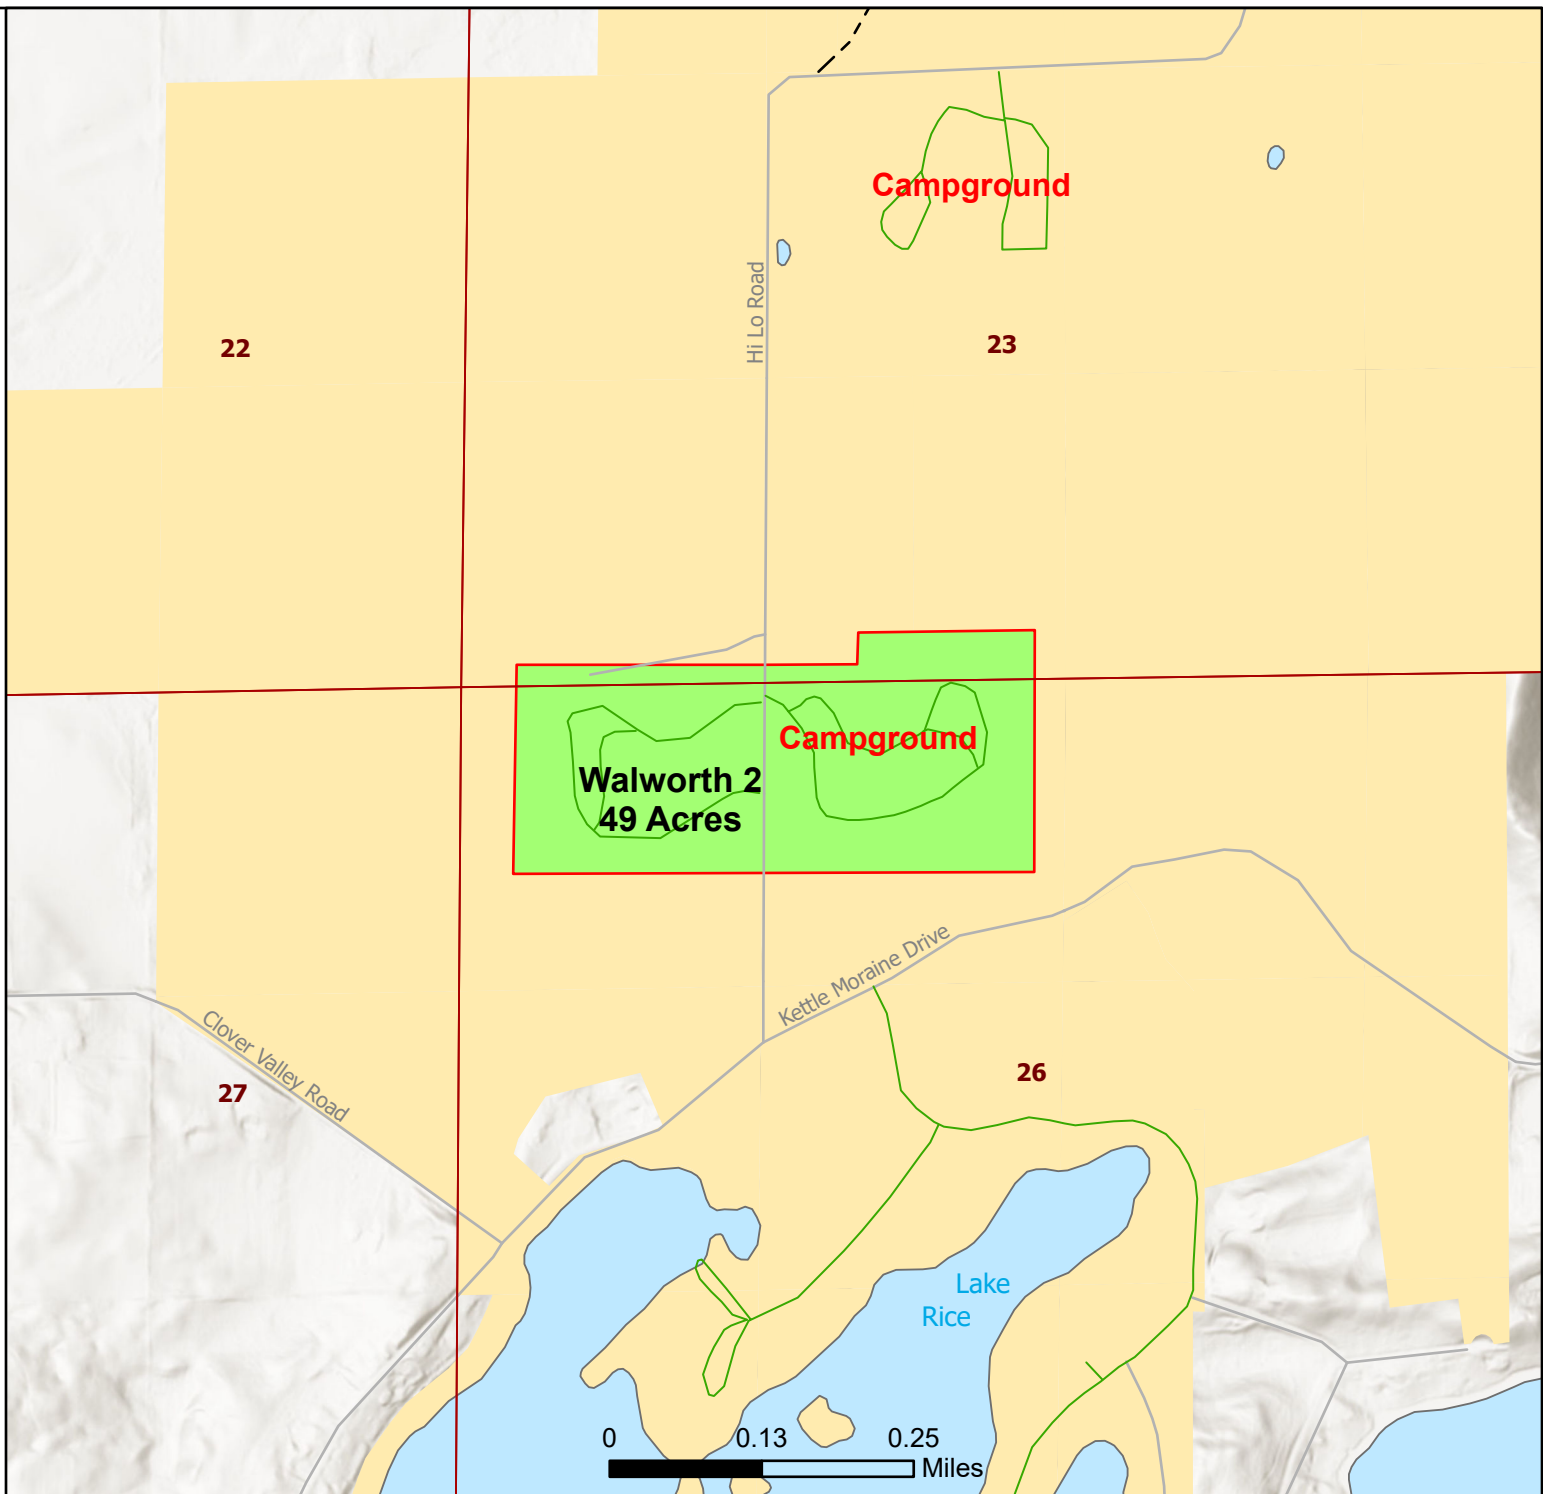 Campground
Hi Lo Road
22
23
Campground
Walworth 2
49 Acres
Kettle Moraine Drive
Clover Valley Road
27
26
Lake
Rice
0 0.13 0.25
Miles